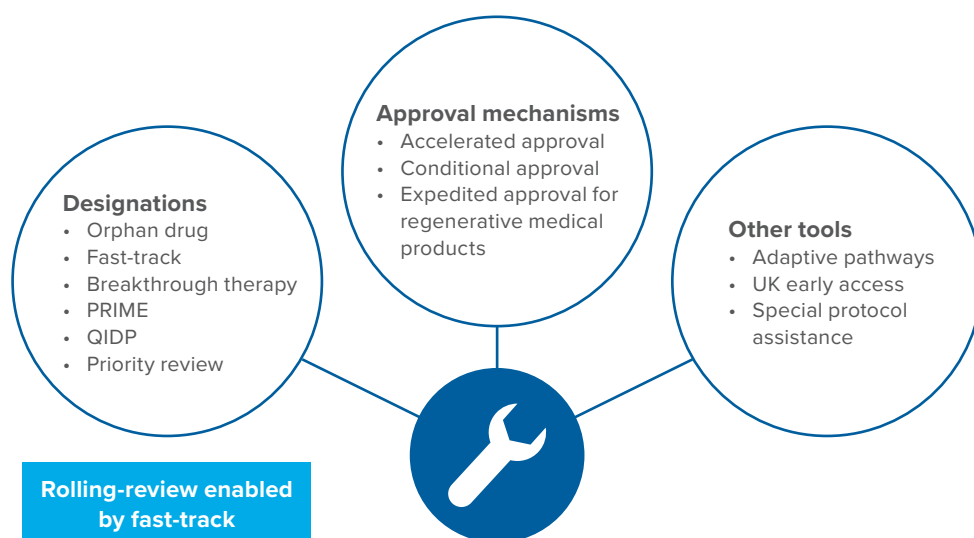 Designations
• Orphan drug
• Fast-track
• Breakthrough therapy
• PRIME
• QIDP
• Priority review
Approval mechanisms
• Accelerated approval
• Conditional approval
• Expedited approval for
regenerative medical
products
Other tools
• Adaptive pathways
• UK early access
• Special protocol
assistance
Rolling-review enabled
by fast-track